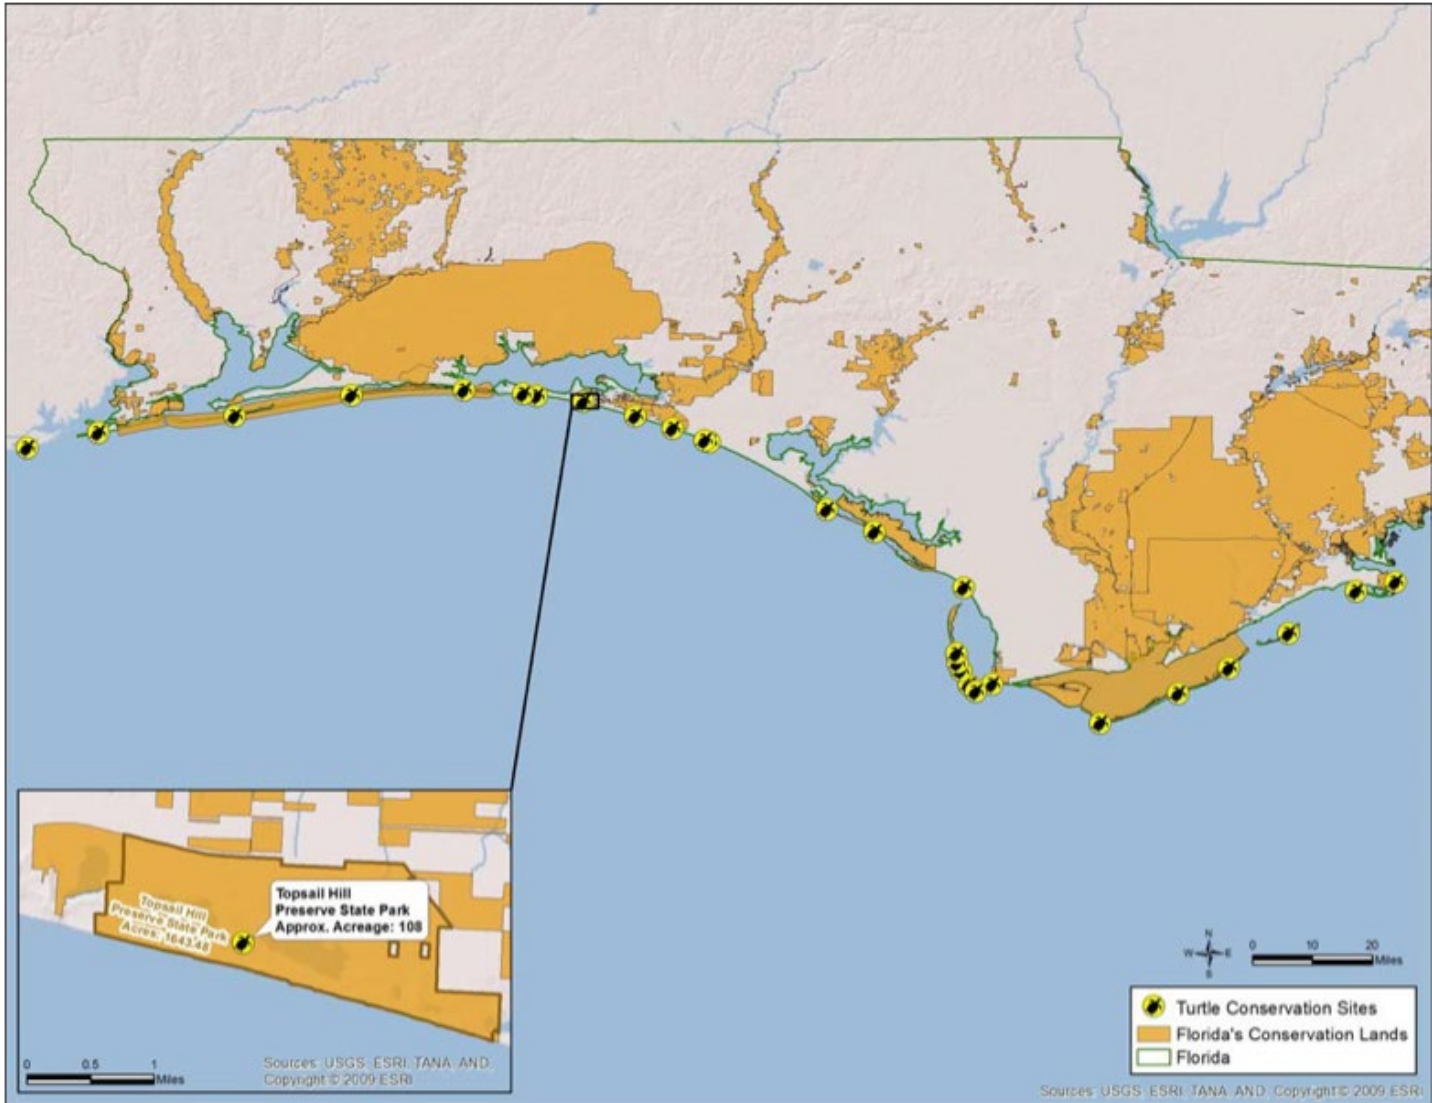 Topsail Hill
Preserve State Park
Acres: 1643.48
Topsail Hill
Preserve State Park
Approx. Acreage: 108
0 0.5 1
Miles
Sources: USGS, ESRI, TANA, AND,
Copyright © 2009 ESRI
N
W E
S
0 10 20
Miles
Turtle Conservation Sites
Florida's Conservation Lands
Florida
Sources: USGS, ESRI, TANA, AND, Copyright © 2009 ESRI